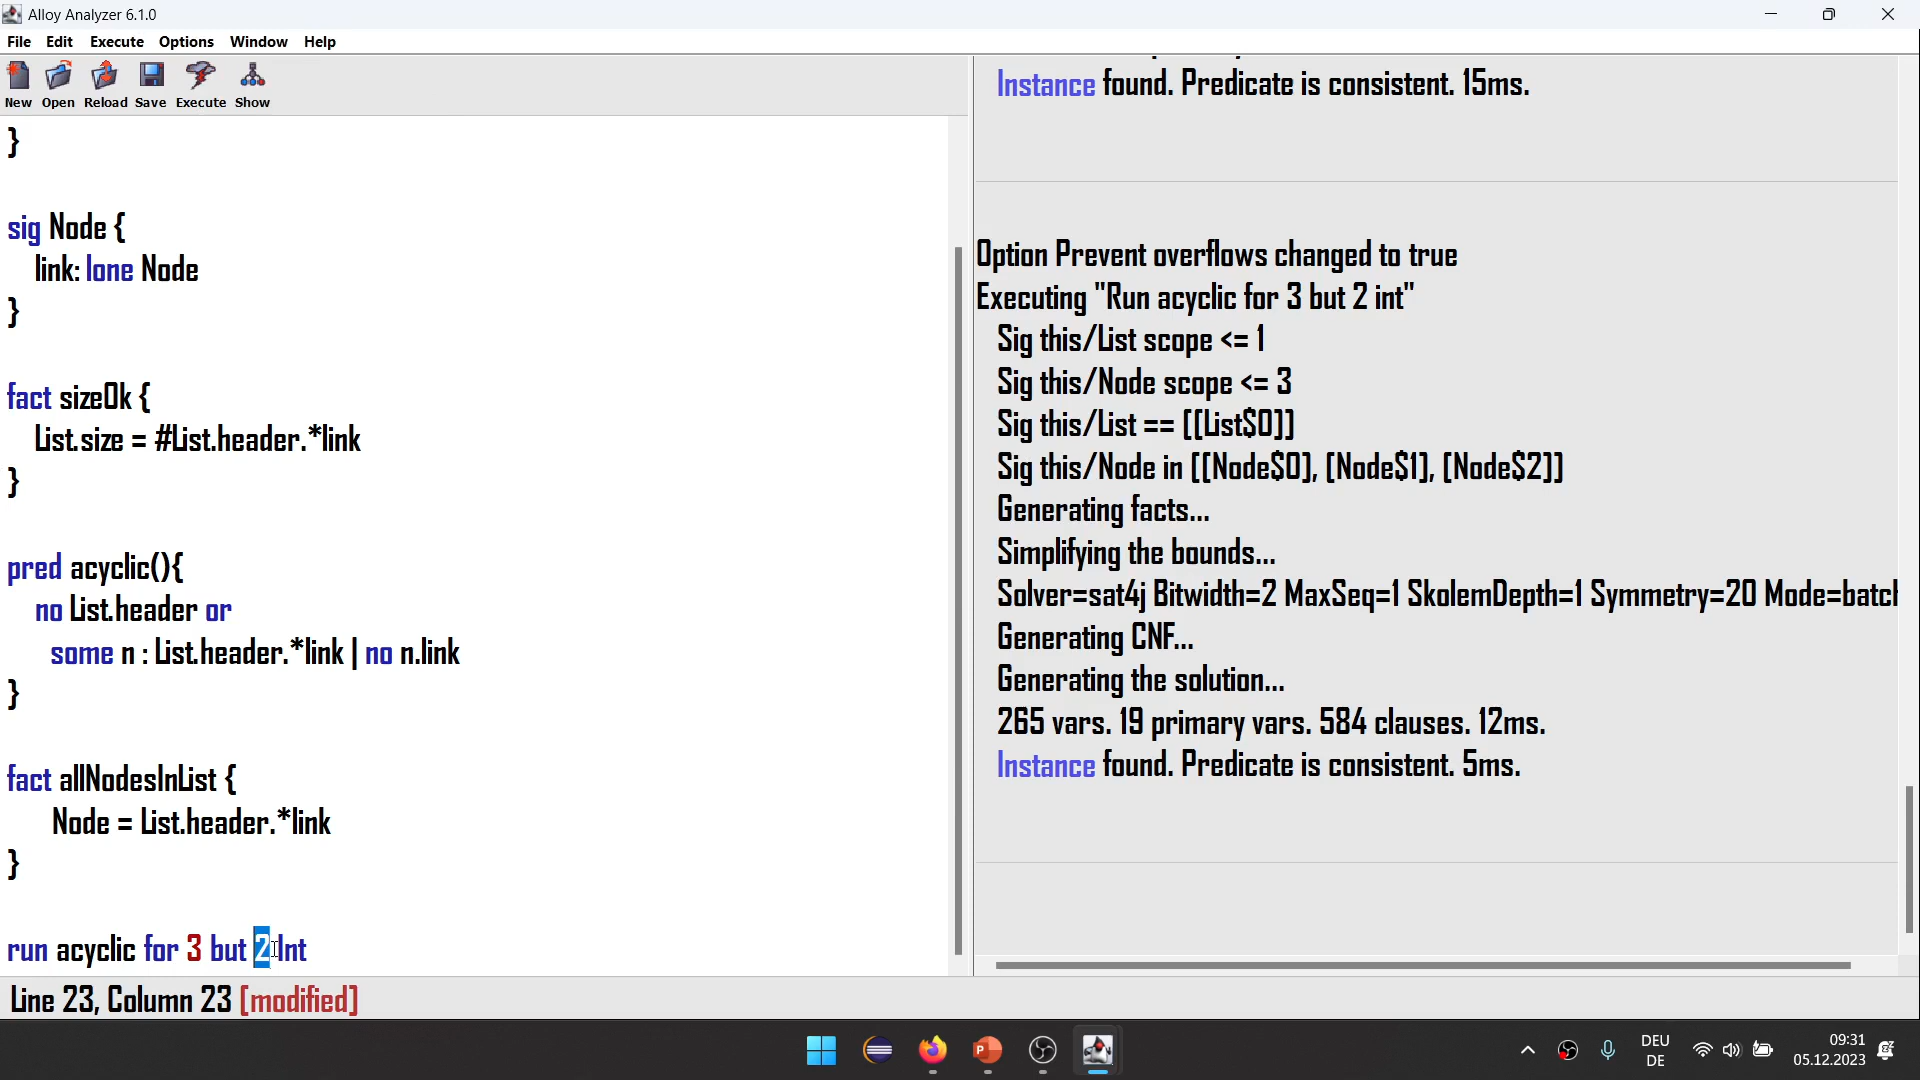 Alloy Analyzer 6.1.0
File Edit Execute Options Window Help
New Open Reload Save Execute Show
}
sig Node {
link: lone Node
}
fact sizeOk {
List.size = #List.header.*link
}
pred acyclic(){
no List.header or
some n : List.header.*link | no n.link
}
fact allNodesInList {
Node = List.header.*link
}
run acyclic for 3 but 2 Int
Line 23, Column 23 [modified]
Instance found. Predicate is consistent. 15ms.
Option Prevent overflows changed to true
Executing "Run acyclic for 3 but 2 int"
Sig this/List scope <= 1
Sig this/Node scope <= 3
Sig this/List == [[List$0]]
Sig this/Node in [[Node$0], [Node$1], [Node$2]]
Generating facts...
Simplifying the bounds...
Solver=sat4j Bitwidth=2 MaxSeq=1 SkolemDepth=1 Symmetry=20 Mode=batch
Generating CNF...
Generating the solution...
265 vars. 19 primary vars. 584 clauses. 12ms.
Instance found. Predicate is consistent. 5ms.
DEU
DE
09:31
05.12.2023